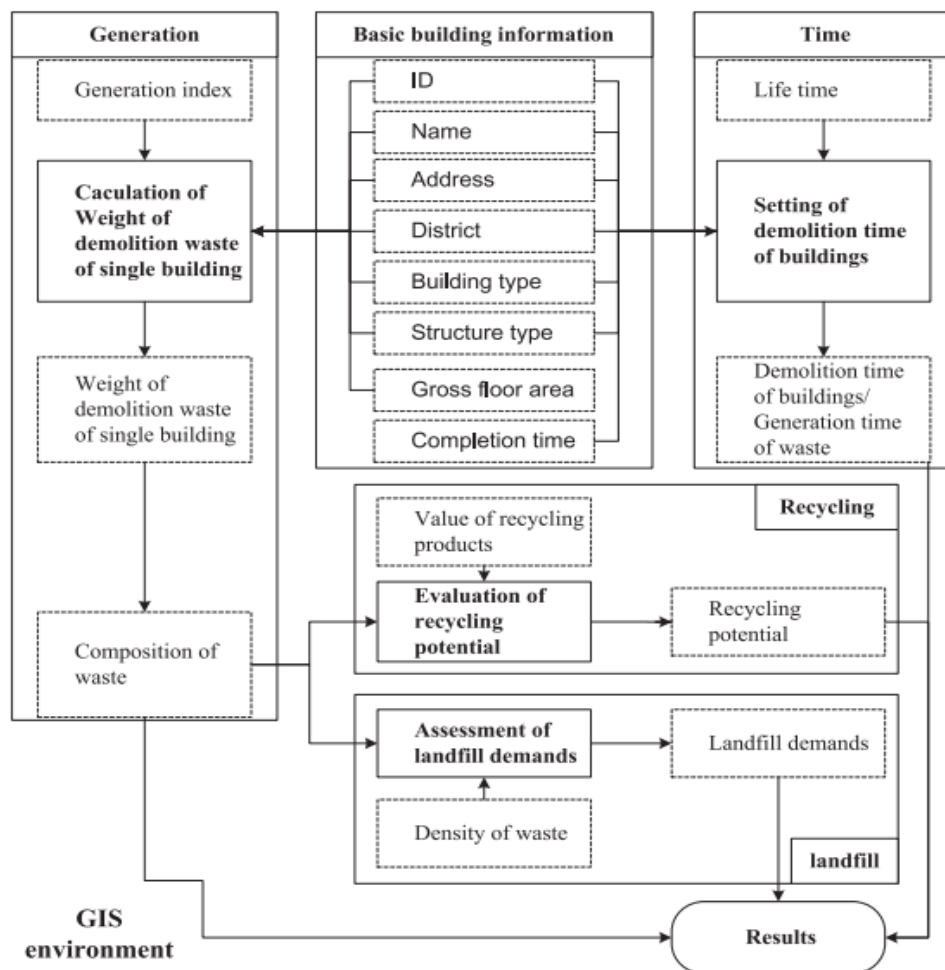 Generation
Generation index
Caculation of
Weight of
demolition waste
of single building
Weight of
demolition waste
of single building
Composition of
waste
Basic building information
ID
Name
Address
District
Building type
Structure type
Gross floor area
Completion time
Time
Life time
Setting of
demolition time
of buildings
Demolition time
of buildings/
Generation time
of waste
Recycling
Value of recycling
products
Evaluation of
recycling
potential
Recycling
potential
Assessment of
landfill demands
Landfill demands
Density of waste
landfill
GIS
environment
Results